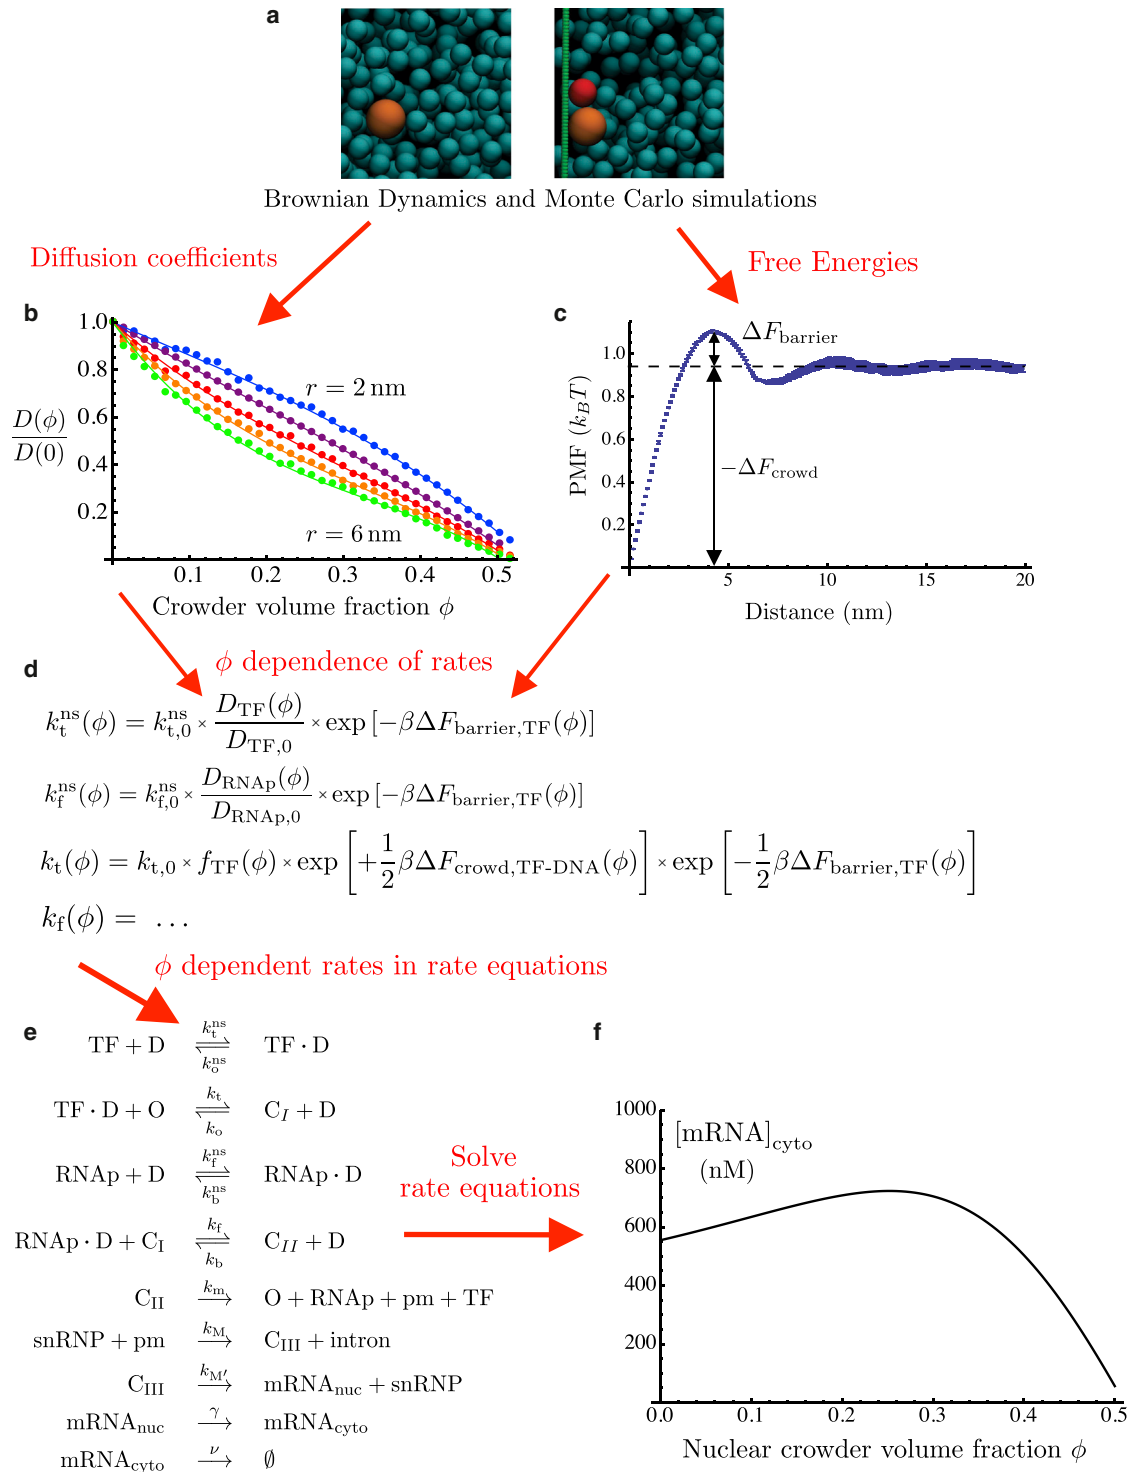 a
Brownian Dynamics and Monte Carlo simulations
Diffusion coefficients
Free Energies
b
1.0
0.8
0.6
0.4
0.2
D(ϕ)
D(0)
r = 2 nm
r = 6 nm
0.1 0.2 0.3 0.4 0.5
Crowder volume fraction ϕ
c
1.0
0.8
0.6
0.4
0.2
PMF (k_BT)
ΔF_barrier
−ΔF_crowd
5 10 15 20
Distance (nm)
d
ϕ dependence of rates
k_t^ns(ϕ) = k_t,0^ns × D_TF(ϕ) / D_TF,0 × exp [−βΔF_barrier,TF(ϕ)]
k_f^ns(ϕ) = k_f,0^ns × D_RNAp(ϕ) / D_RNAp,0 × exp [−βΔF_barrier,TF(ϕ)]
k_t(ϕ) = k_t,0 × f_TF(ϕ) × exp [+1/2 βΔF_crowd,TF-DNA(ϕ)] × exp [−1/2 βΔF_barrier,TF(ϕ)]
k_f(ϕ) = ...
ϕ dependent rates in rate equations
e
TF + D ⇌ k_t^ns k_o^ns TF · D
TF · D + O ⇌ k_t k_o C_I + D
RNAp + D ⇌ k_f^ns k_b^ns RNAp · D
RNAp · D + C_I ⇌ k_f k_b C_II + D
C_II → k_m O + RNAp + pm + TF
snRNP + pm → k_M C_III + intron
C_III → k_M′ mRNA_nuc + snRNP
mRNA_nuc → γ mRNA_cyto
mRNA_cyto → ν ∅
Solve
rate equations
f
1000
800
600
400
200
[mRNA]_cyto
(nM)
0.0 0.1 0.2 0.3 0.4 0.5
Nuclear crowder volume fraction ϕ